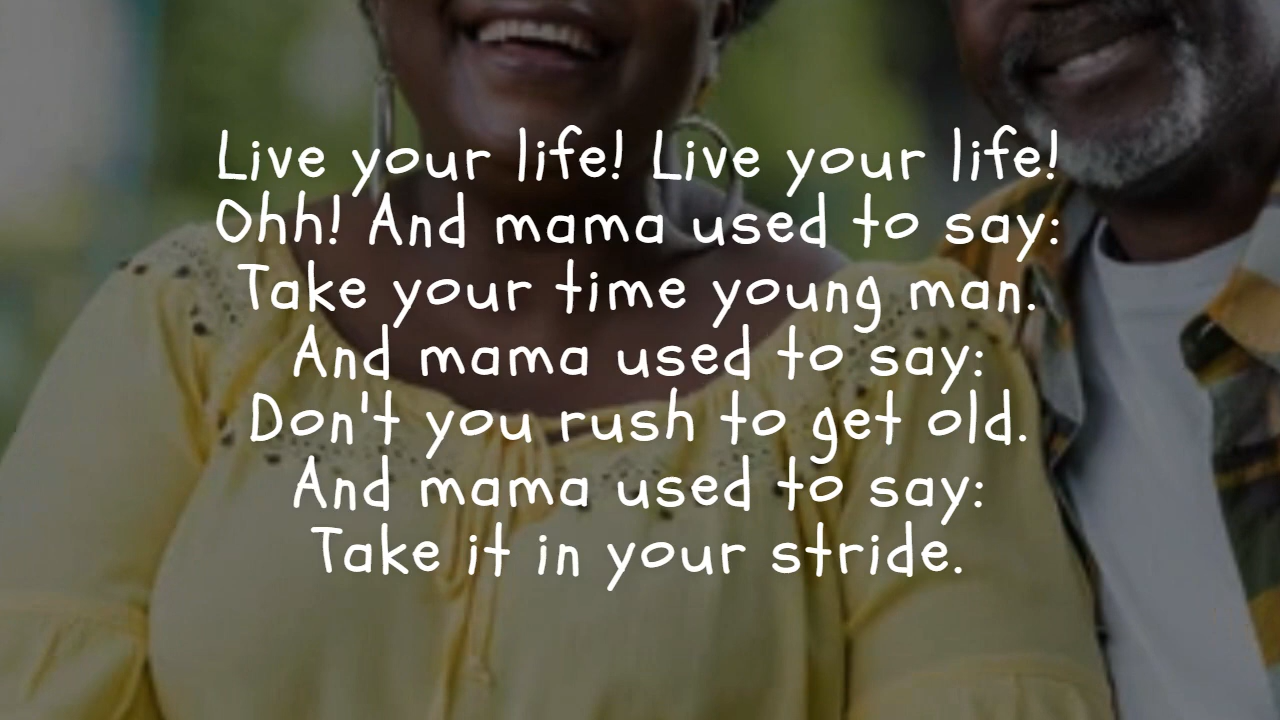 Live your life! Live your life!
Ohh! And mama used to say:
Take your time young man.
And mama used to say:
Don't you rush to get old.
And mama used to say:
Take it in your stride.